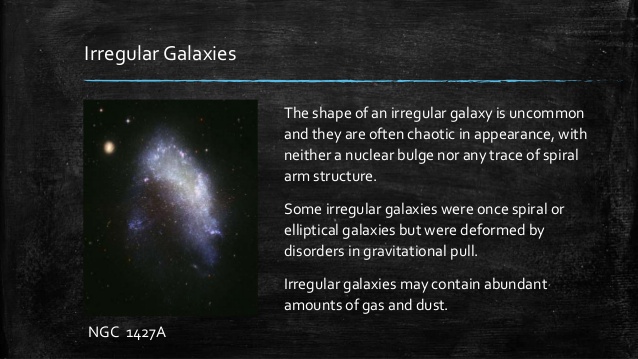 Irregular Galaxies
The shape of an irregular galaxy is uncommon
and they are often chaotic in appearance, with
neither a nuclear bulge nor any trace of spiral
arm structure.
Some irregular galaxies were once spiral or
elliptical galaxies but were deformed by
disorders in gravitational pull.
Irregular galaxies may contain abundant
amounts of gas and dust.
NGC 1427A